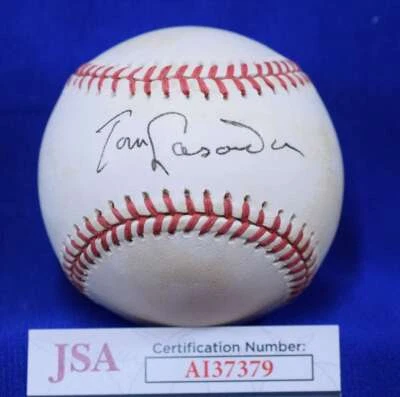 Tom Lasorda
JSA
Certification Number:
AI37379